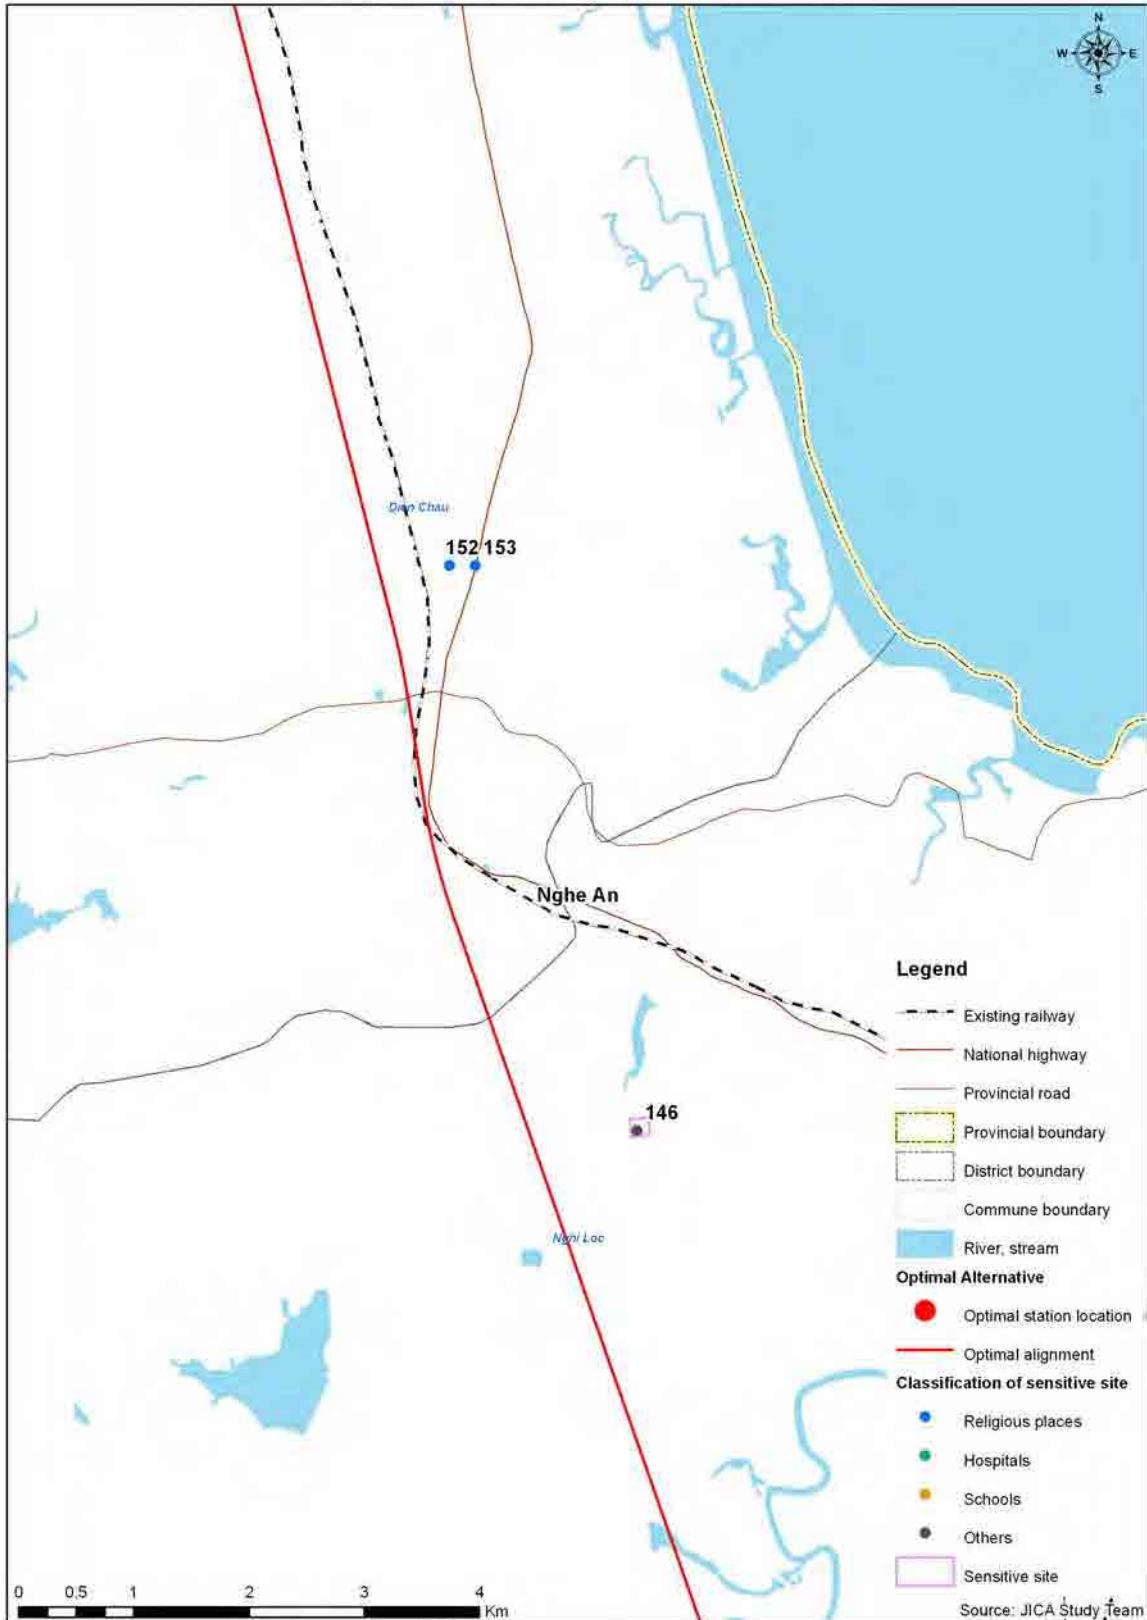 N
W E
S
Dien Chau
152 153
Nghe An
146
Nghi Loc
Legend
Existing railway
National highway
Provincial road
Provincial boundary
District boundary
Commune boundary
River, stream
Optimal Alternative
Optimal station location
Optimal alignment
Classification of sensitive site
Religious places
Hospitals
Schools
Others
Sensitive site
0 0.5 1 2 3 4
Km
Source: JICA Study Team